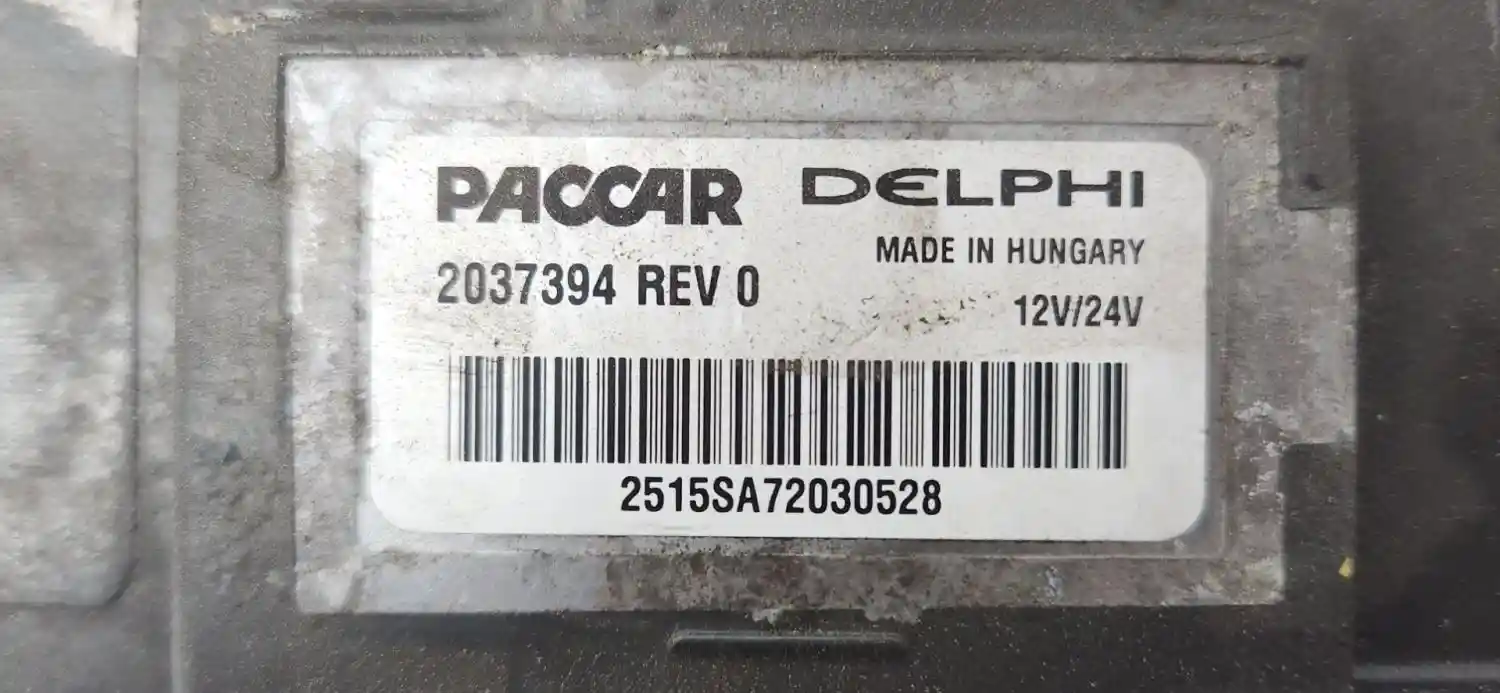 PACCAR DELPHI
MADE IN HUNGARY
2037394 REV 0
12V/24V
2515SA72030528